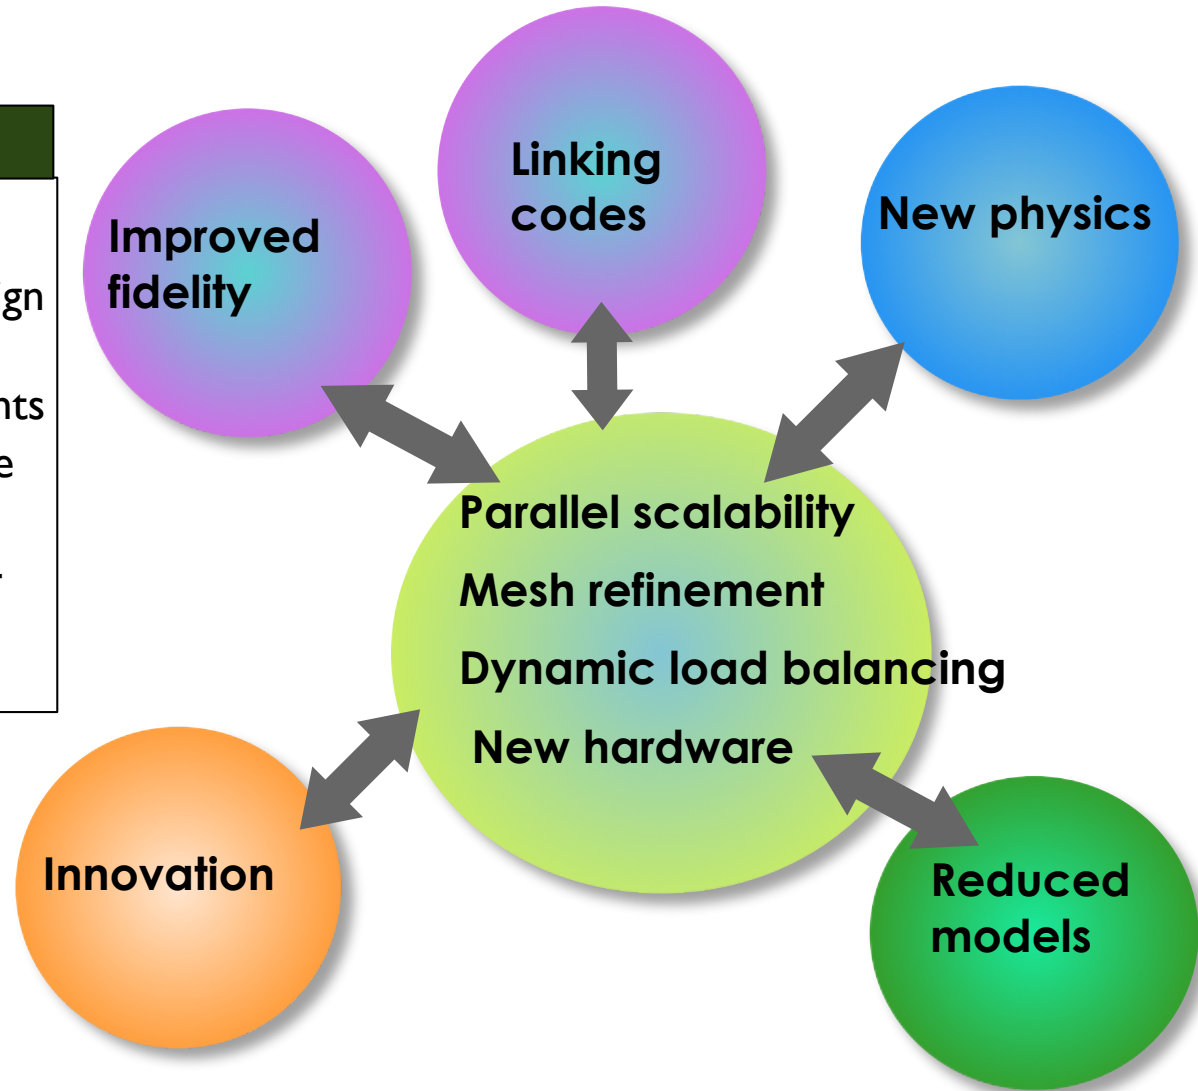 Linking
codes
New physics
Improved
fidelity
Parallel scalability
Mesh refinement
Dynamic load balancing
New hardware
Innovation
Reduced
models